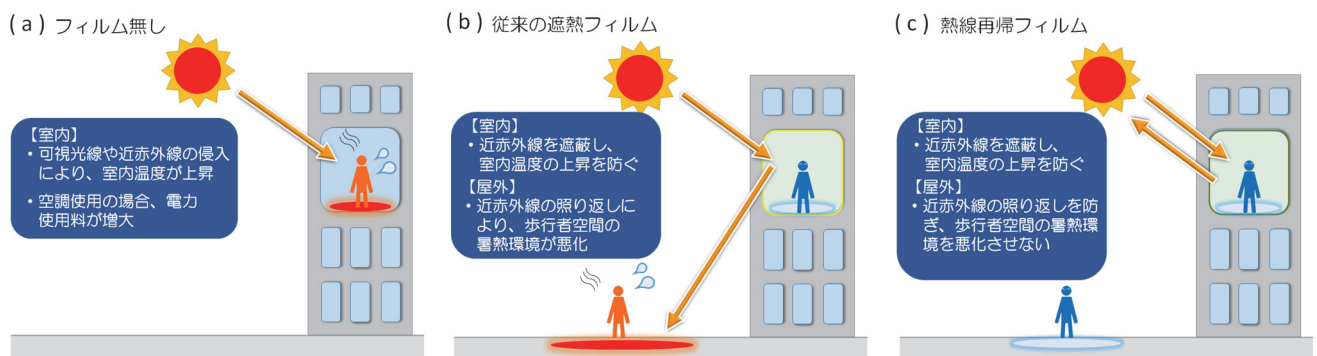 (a) フィルム無し
【室内】
・可視光線や近赤外線の侵入
により、室内温度が上昇
・空調使用の場合、電力
使用料が増大
(b) 従来の遮熱フィルム
【室内】
・近赤外線を遮蔽し、
室内温度の上昇を防ぐ
【屋外】
・近赤外線の照り返しに
より、歩行者空間の
暑熱環境が悪化
(c) 熱線再帰フィルム
【室内】
・近赤外線を遮蔽し、
室内温度の上昇を防ぐ
【屋外】
・近赤外線の照り返しを防
ぎ、歩行者空間の暑熱環
境を悪化させない